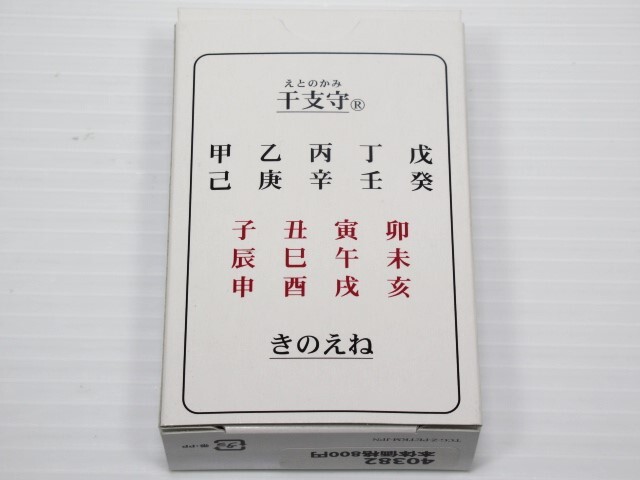 えとのかみ
干支守®
甲 乙 丙 丁 戊
己 庚 辛 壬 癸
子 丑 寅 卯
辰 巳 午 未
申 酉 戌 亥
きのえね
40382
本体価格800円